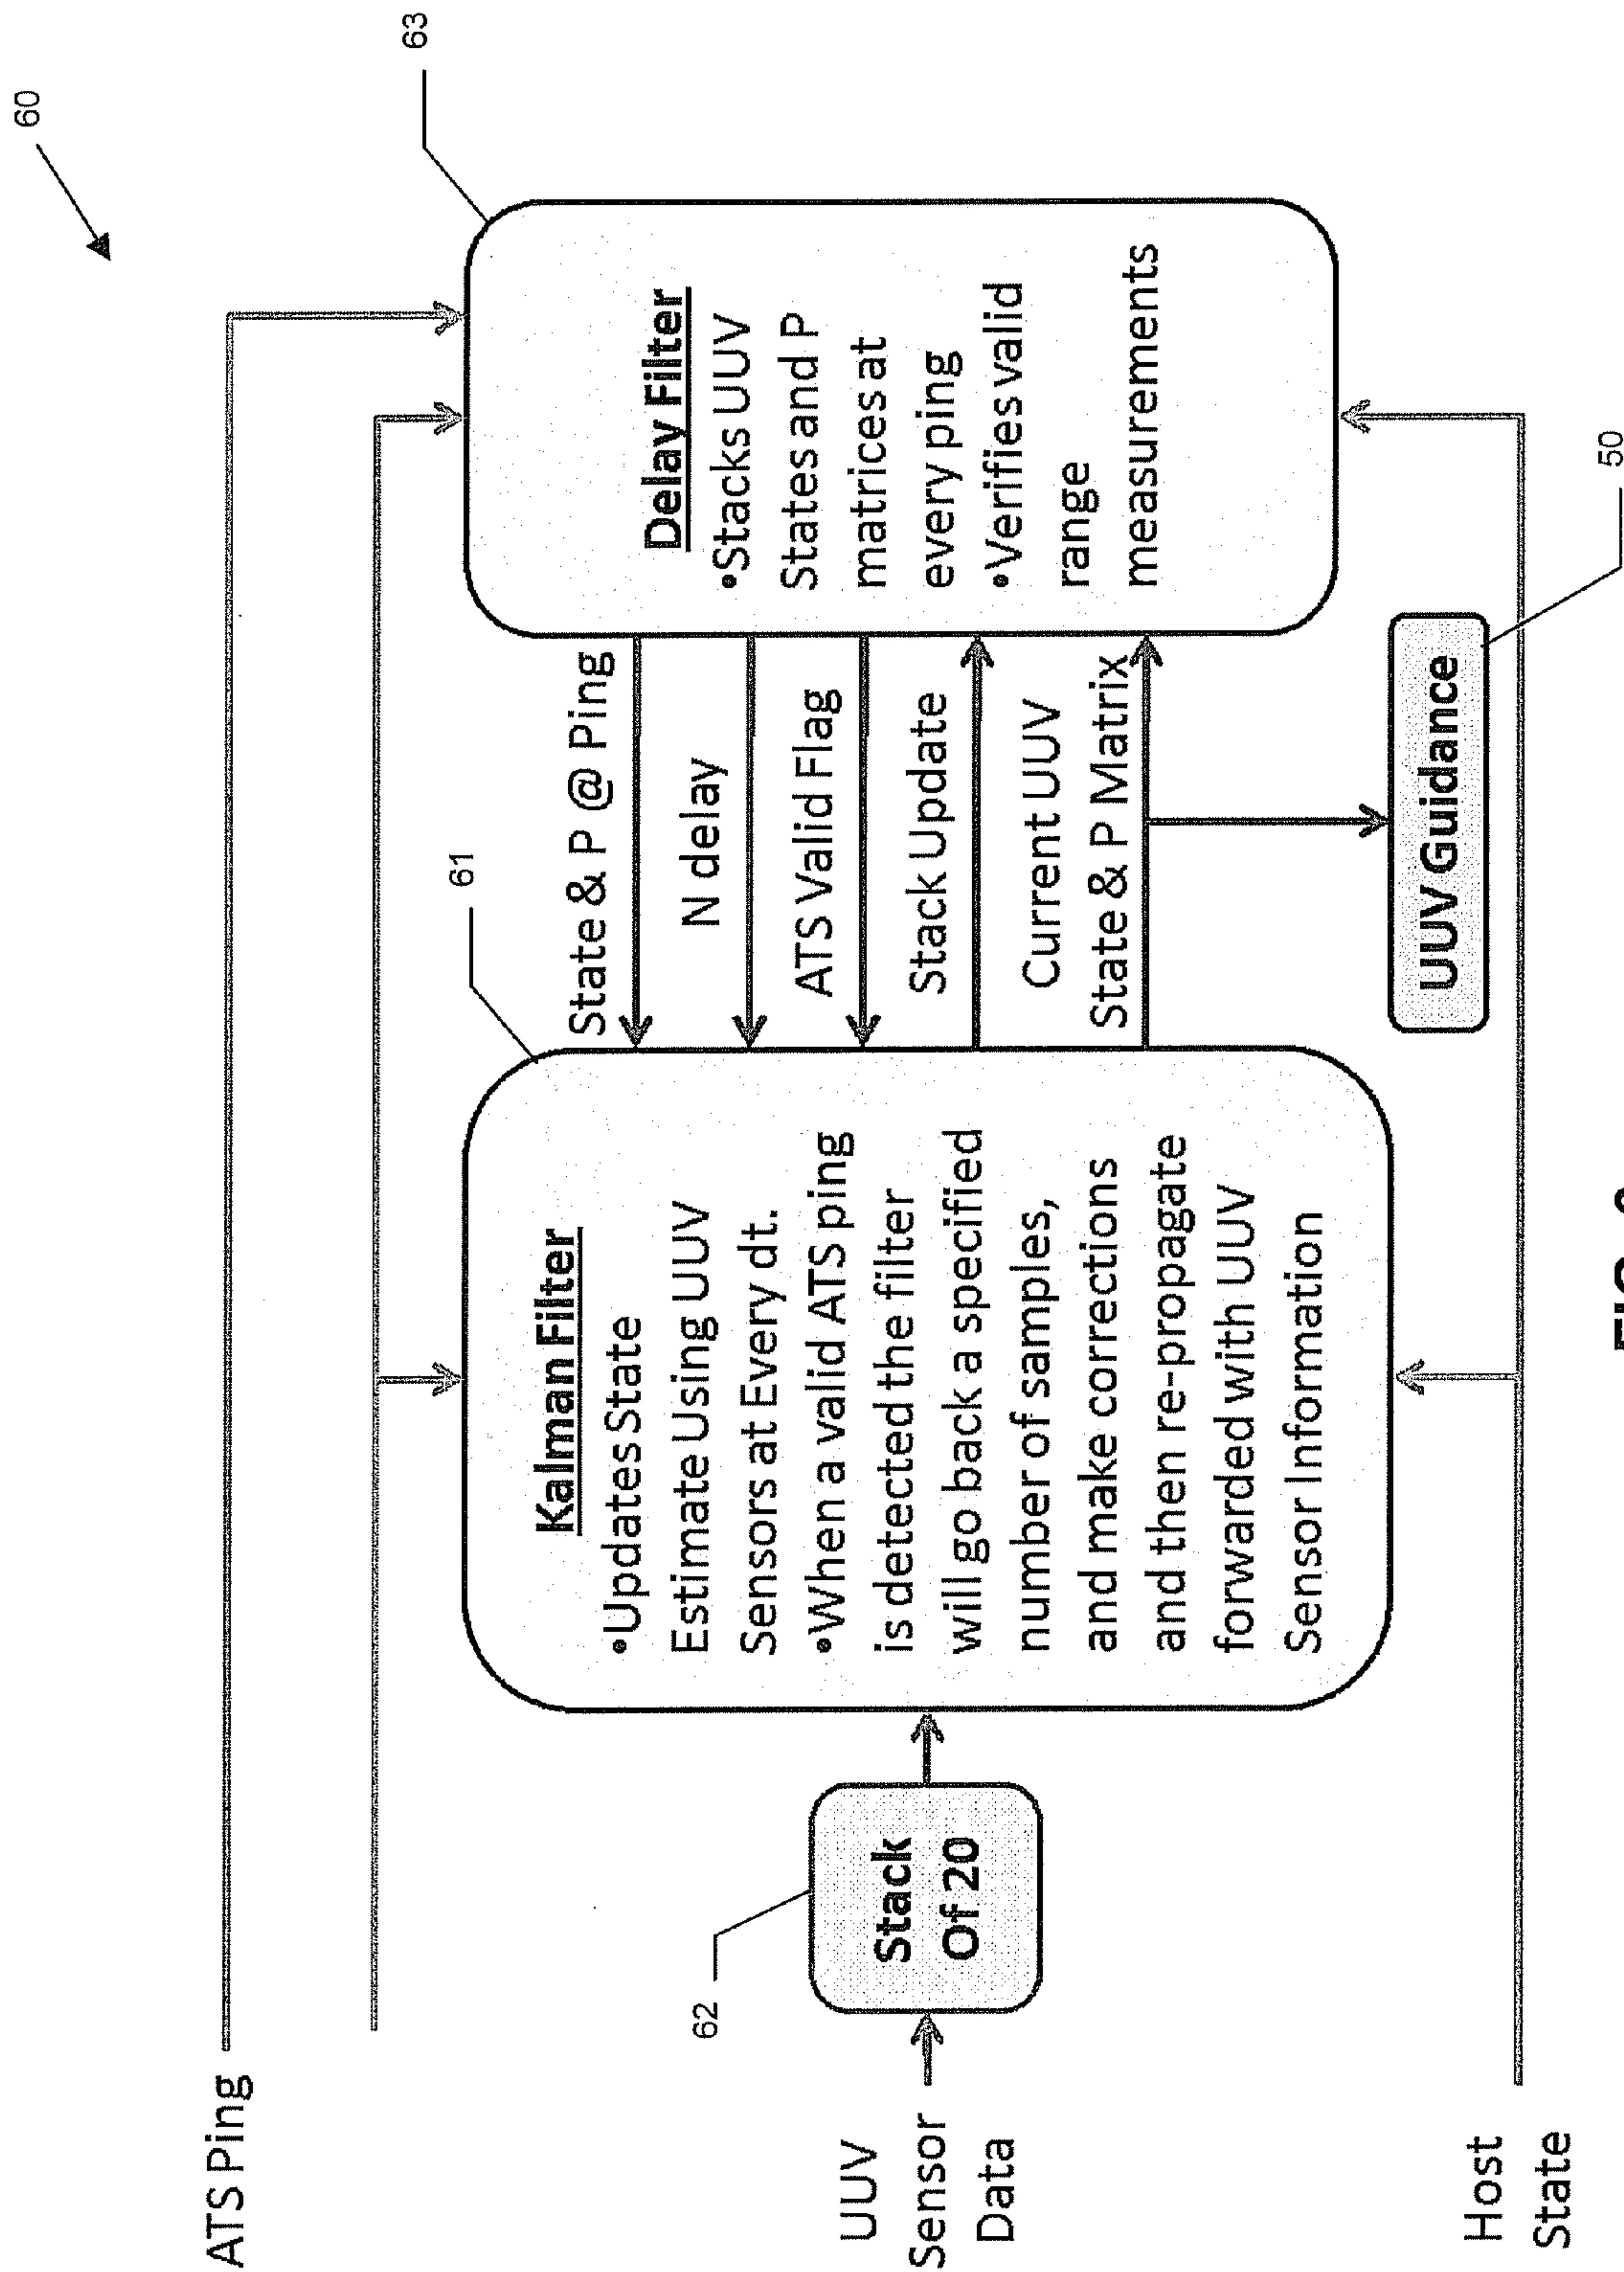 60
63
ATS Ping
61
Kalman Filter
•Updates State
Estimate Using UUV
Sensors at Every dt.
•When a valid ATS ping
is detected the filter
will go back a specified
number of samples,
and make corrections
and then re-propagate
forwarded with UUV
Sensor Information
State & P @ Ping
N delay
ATS Valid Flag
Stack Update
Current UUV
State & P Matrix
Delay Filter
•Stacks UUV
States and P
matrices at
every ping
•Verifies valid
range
measurements
62
Stack
Of 20
UUV
Sensor
Data
UUV Guidance
50
Host
State